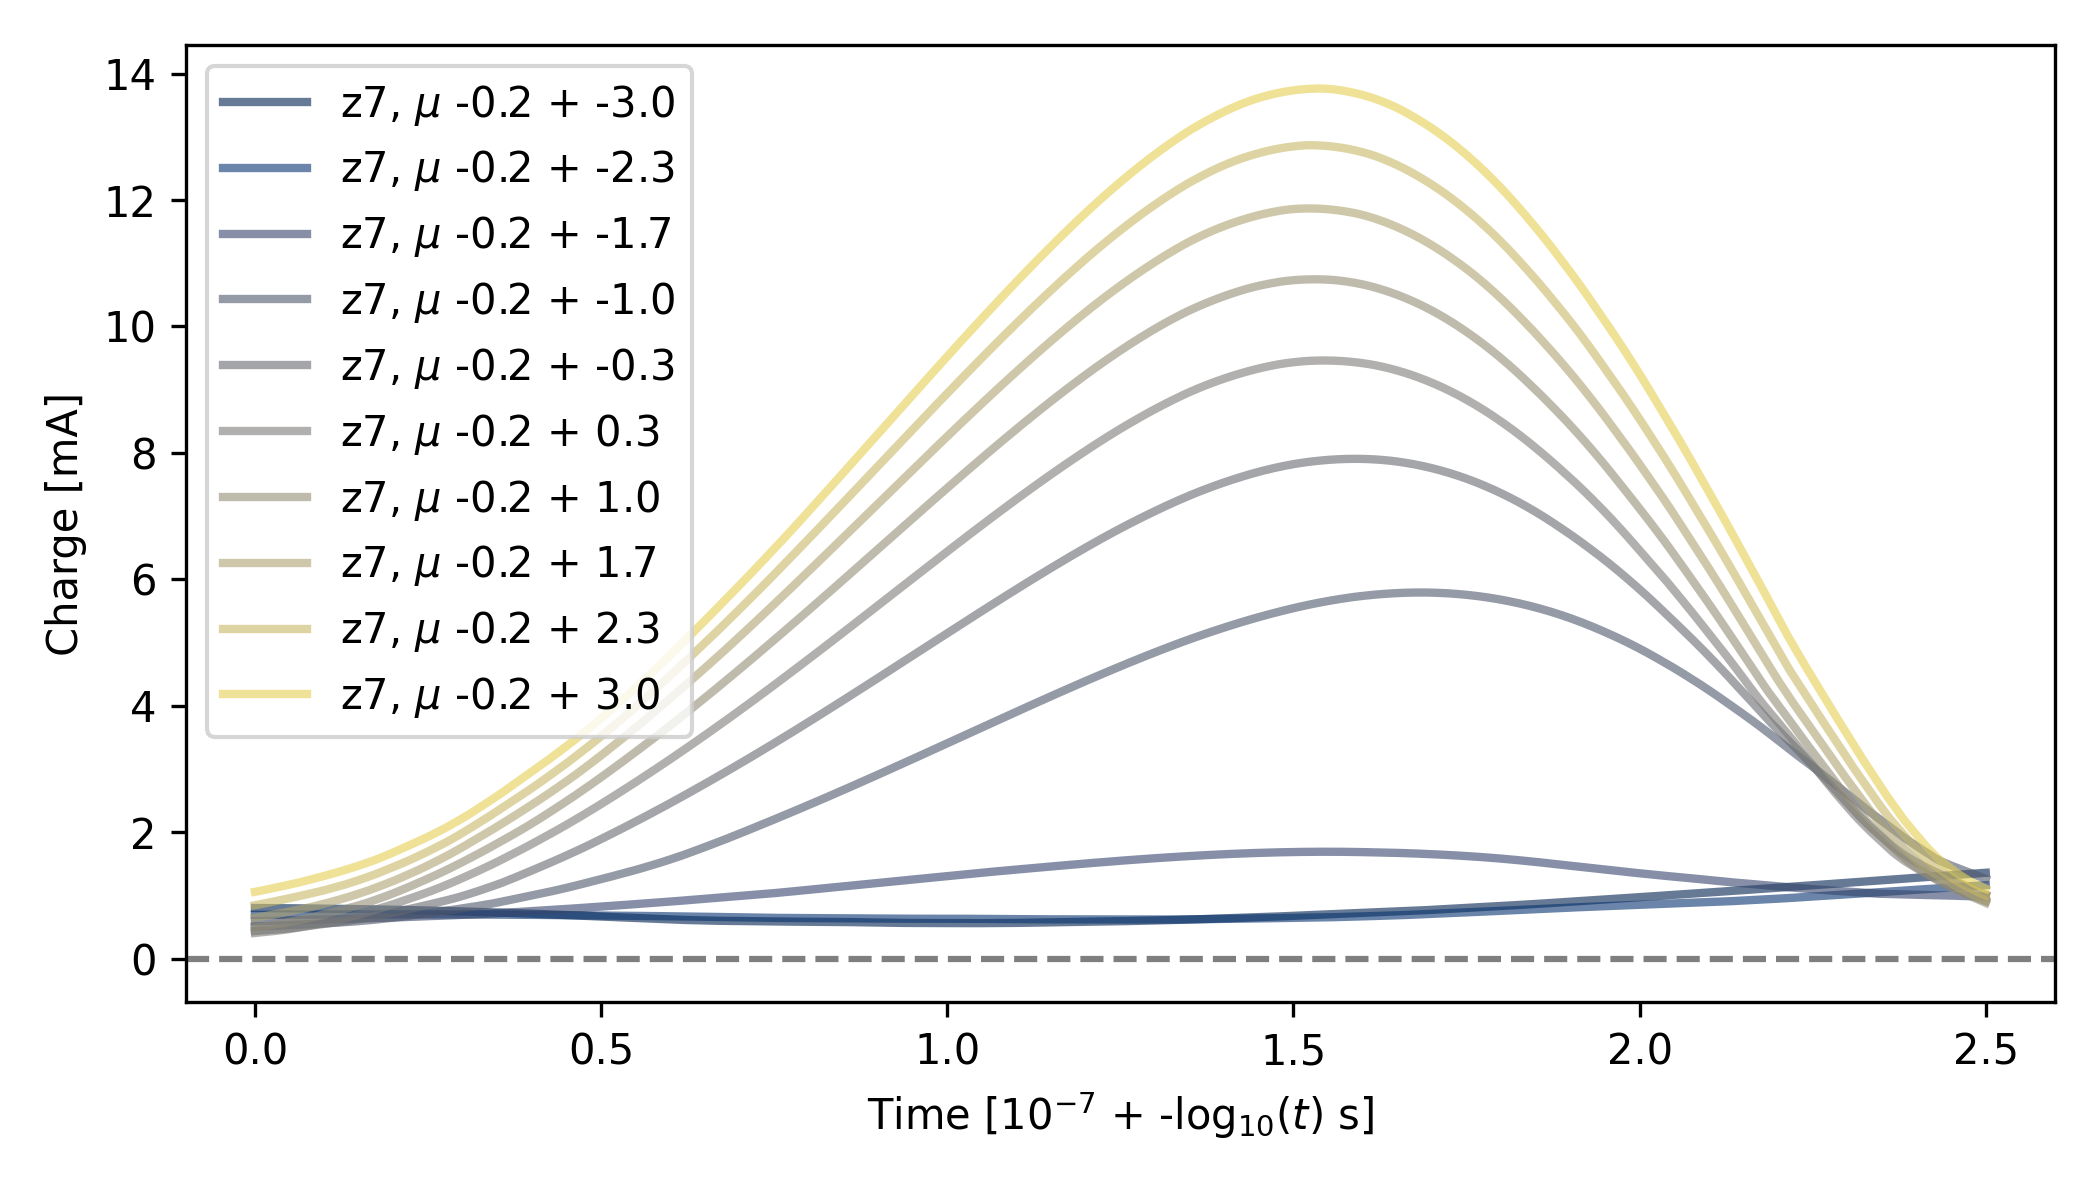 14
12
10
8
6
4
2
0
Charge [mA]
z7, μ -0.2 + -3.0
z7, μ -0.2 + -2.3
z7, μ -0.2 + -1.7
z7, μ -0.2 + -1.0
z7, μ -0.2 + -0.3
z7, μ -0.2 + 0.3
z7, μ -0.2 + 1.0
z7, μ -0.2 + 1.7
z7, μ -0.2 + 2.3
z7, μ -0.2 + 3.0
0.0 0.5 1.0 1.5 2.0 2.5
Time [10⁻⁷ + -log₁₀(t) s]